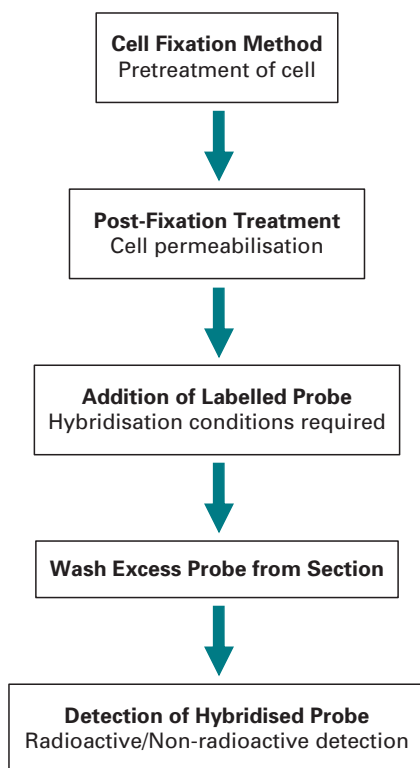 Cell Fixation Method
Pretreatment of cell
Post-Fixation Treatment
Cell permeabilisation
Addition of Labelled Probe
Hybridisation conditions required
Wash Excess Probe from Section
Detection of Hybridised Probe
Radioactive/Non-radioactive detection